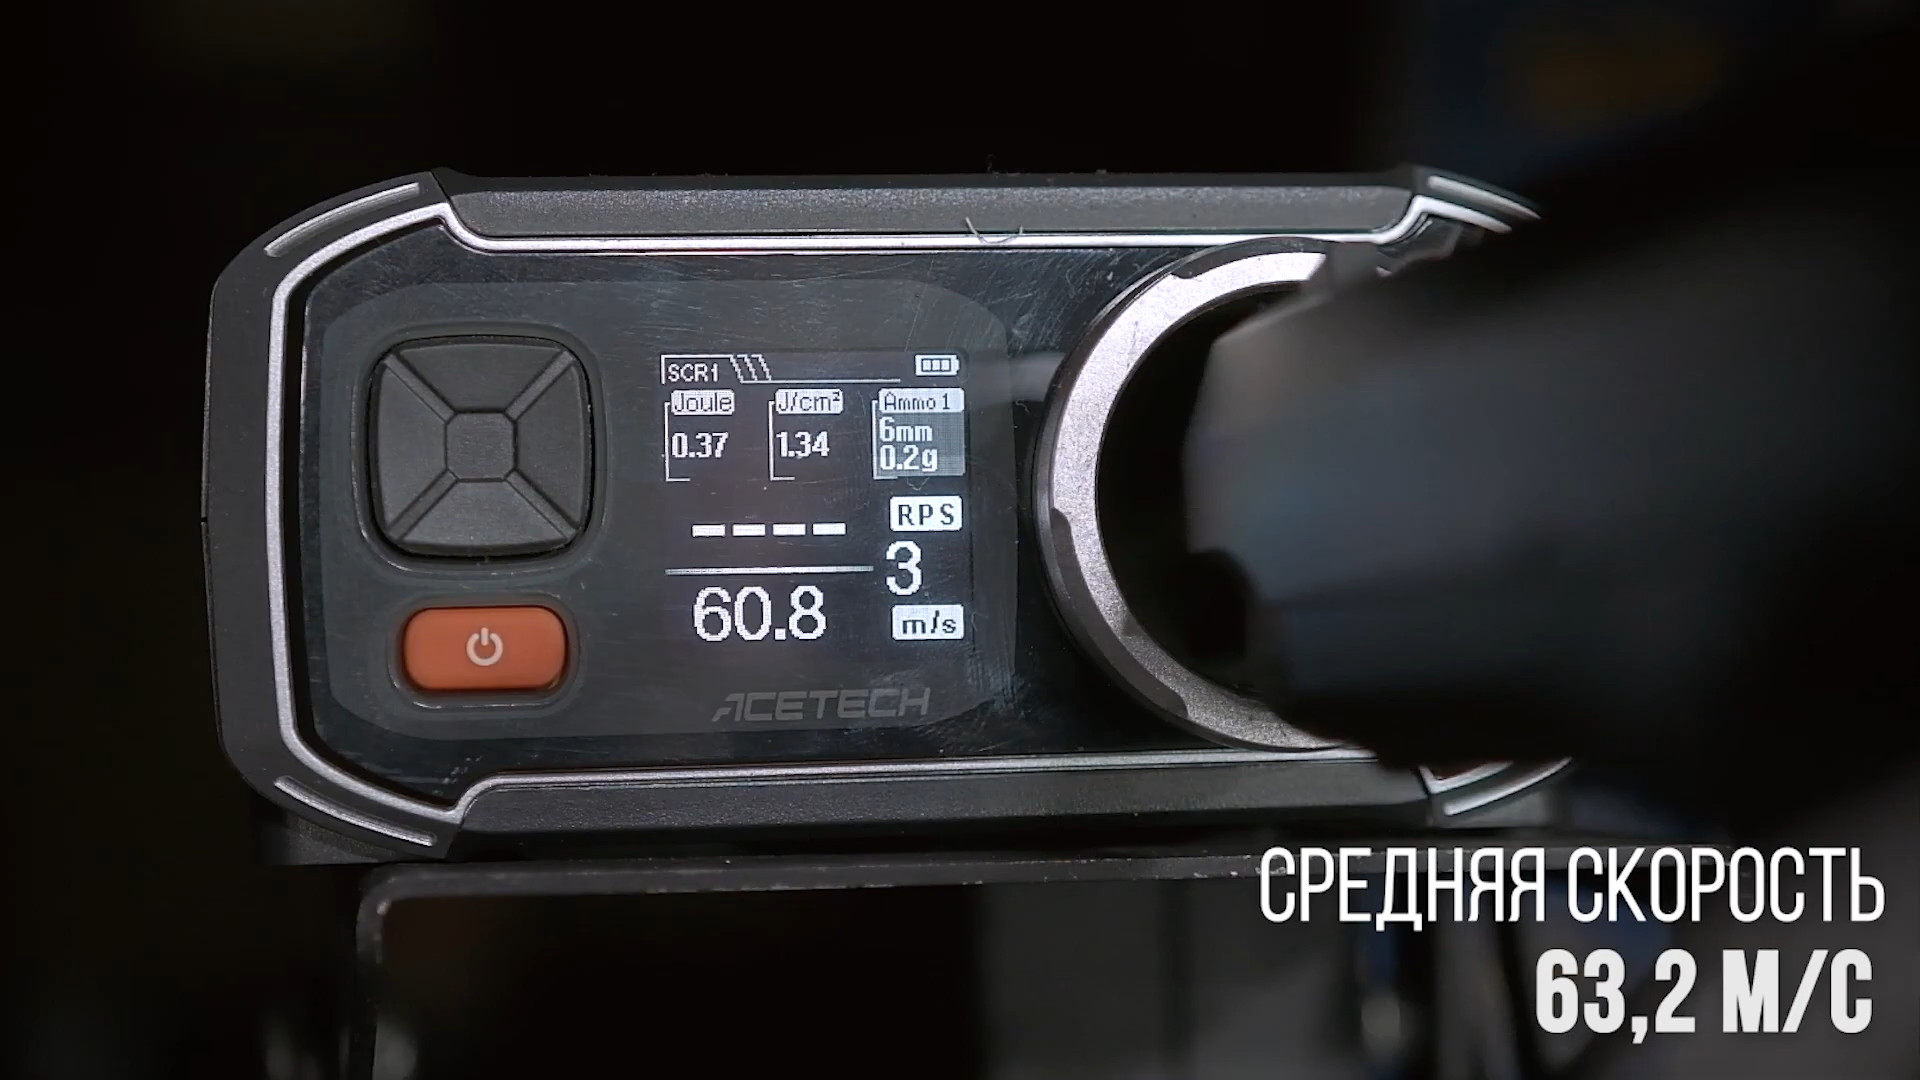 SCR1
Joule
J/cm²
Ammo 1
0.37
1.34
6mm
0.2g
RPS
3
----
60.8
m/s
ACETECH
СРЕДНЯЯ СКОРОСТЬ
63,2 М/С